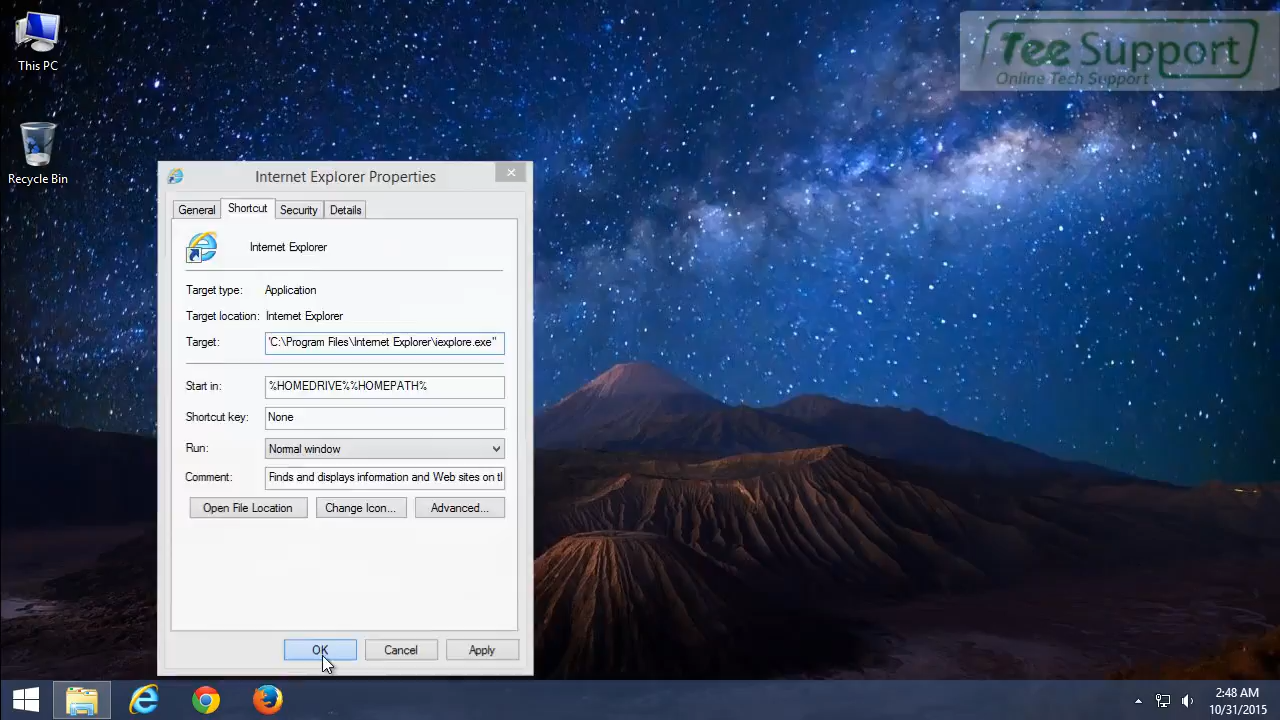 This PC
Recycle Bin
Tee Support
Online Tech Support
Internet Explorer Properties
General Shortcut Security Details
Internet Explorer
Target type: Application
Target location: Internet Explorer
Target: "C:\Program Files\Internet Explorer\iexplore.exe"
Start in: %HOMEDRIVE%%HOMEPATH%
Shortcut key: None
Run: Normal window
Comment: Finds and displays information and Web sites on tl
Open File Location Change Icon... Advanced...
OK Cancel Apply
2:48 AM
10/31/2015